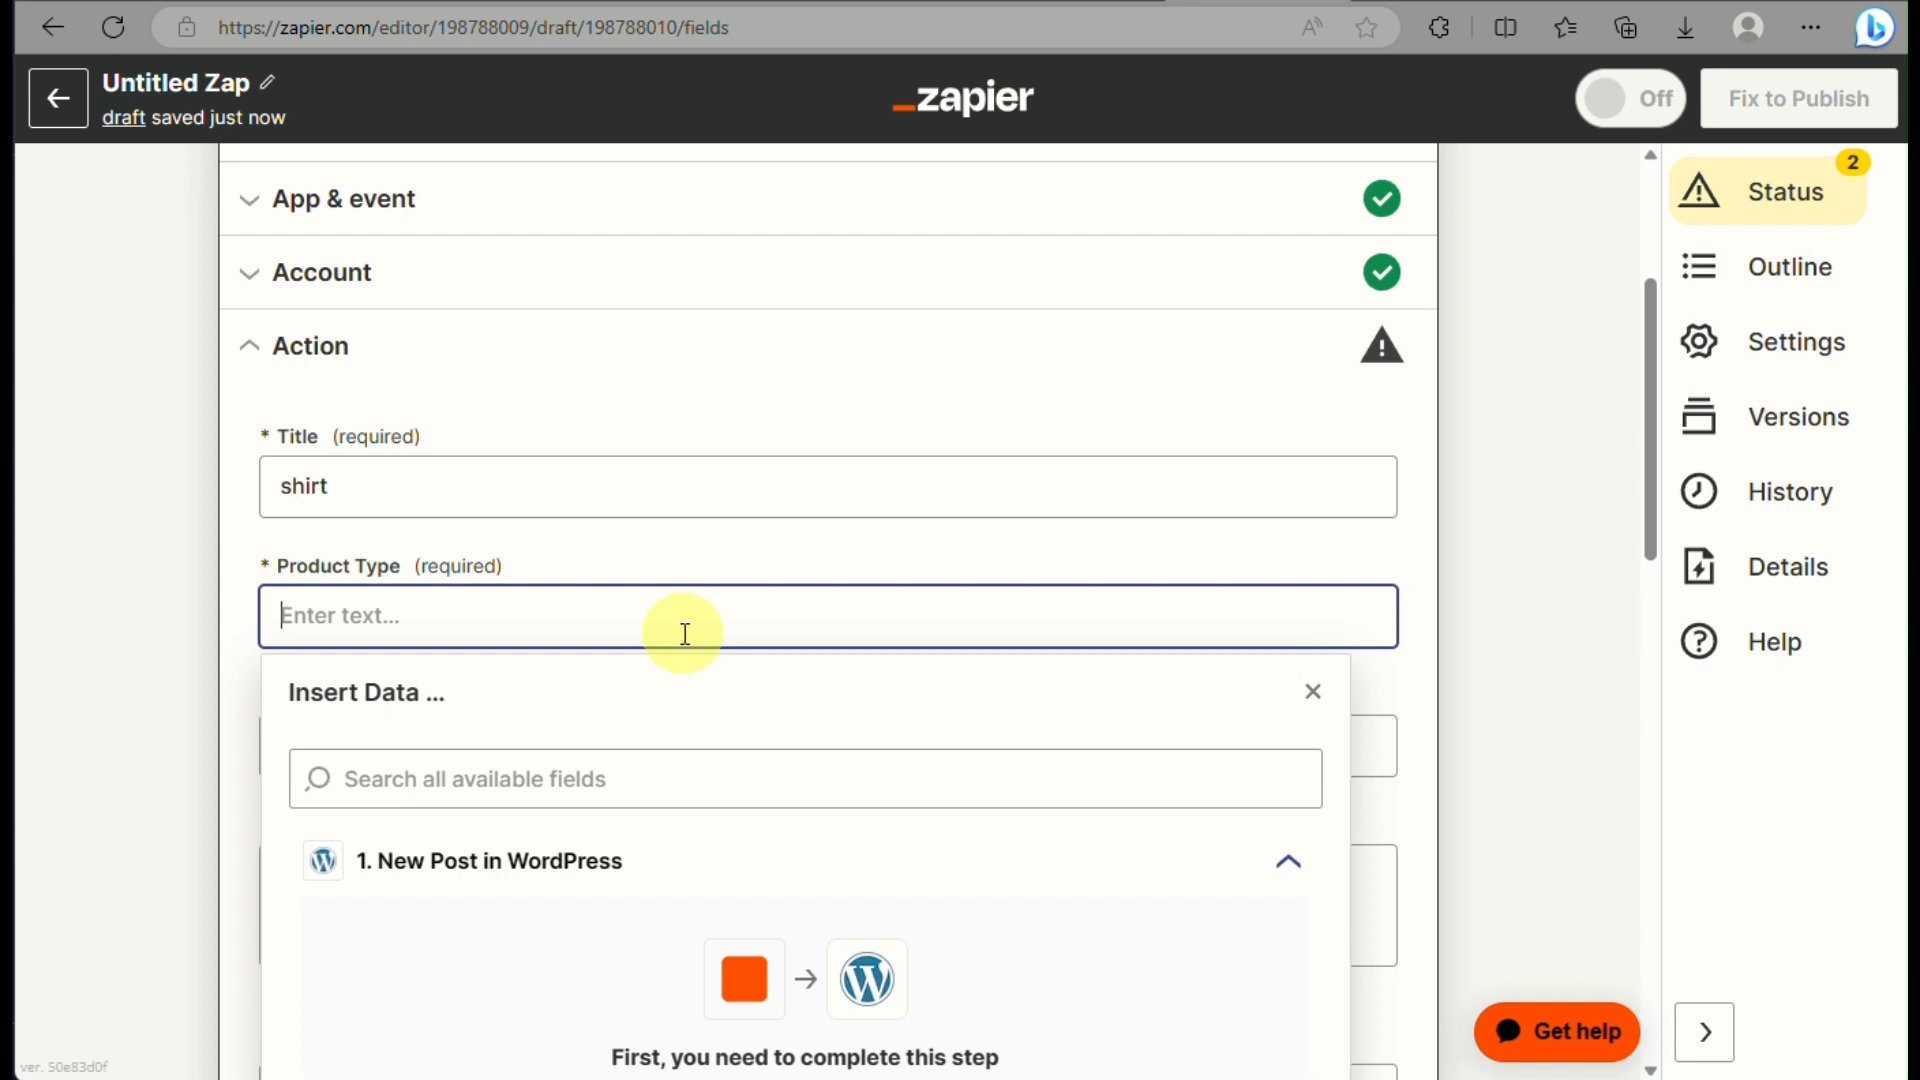 https://zapier.com/editor/198788009/draft/198788010/fields
Untitled Zap
draft saved just now
zapier
Off
Fix to Publish
App & event
Account
Action
* Title (required)
shirt
* Product Type (required)
Enter text...
Insert Data ...
Search all available fields
1. New Post in WordPress
First, you need to complete this step
2
Status
Outline
Settings
Versions
History
Details
Help
Get help
ver. 50e83d0f